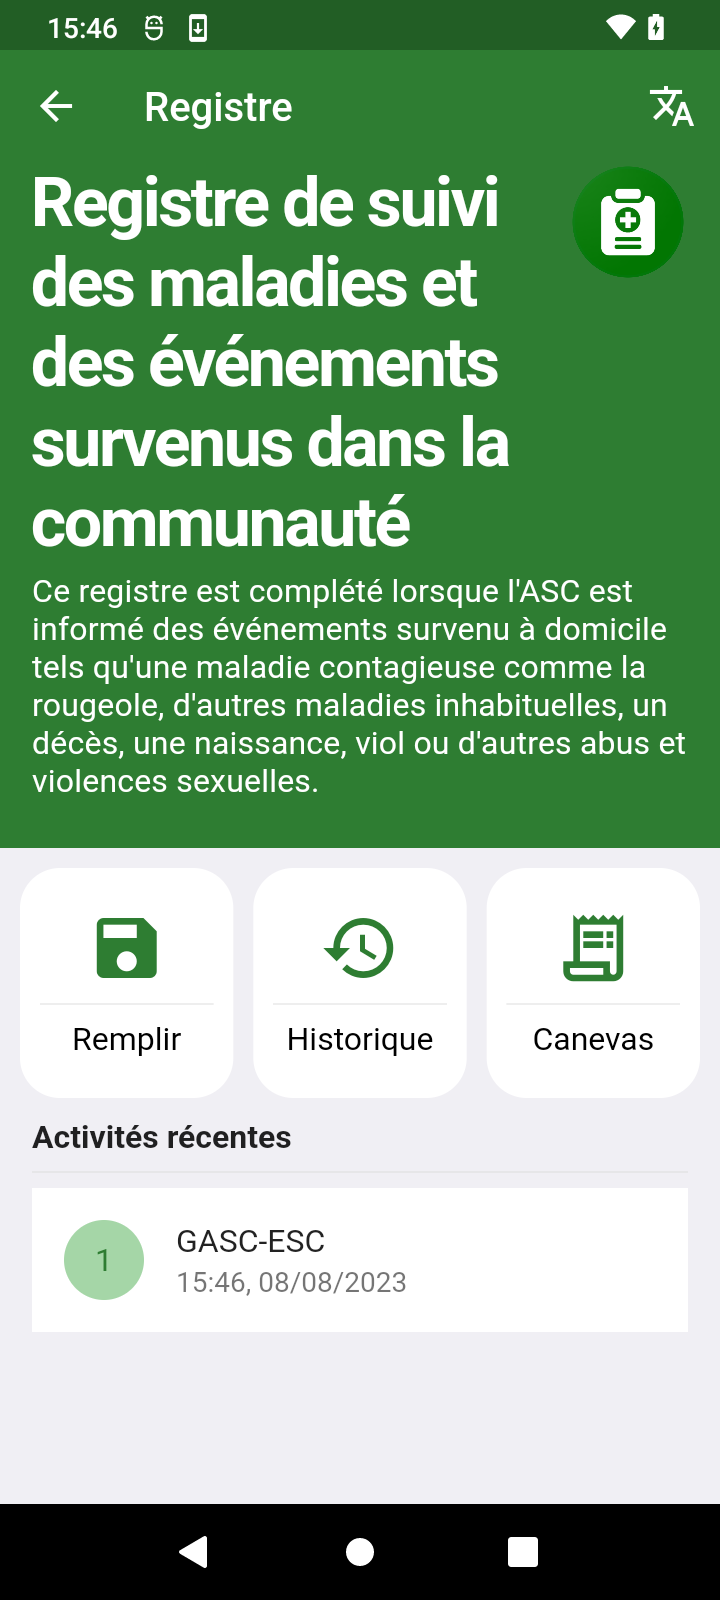 15:46
Registre
Registre de suivi
des maladies et
des événements
survenus dans la
communauté
Ce registre est complété lorsque l'ASC est
informé des événements survenu à domicile
tels qu'une maladie contagieuse comme la
rougeole, d'autres maladies inhabituelles, un
décès, une naissance, viol ou d'autres abus et
violences sexuelles.
Remplir
Historique
Canevas
Activités récentes
1
GASC-ESC
15:46, 08/08/2023